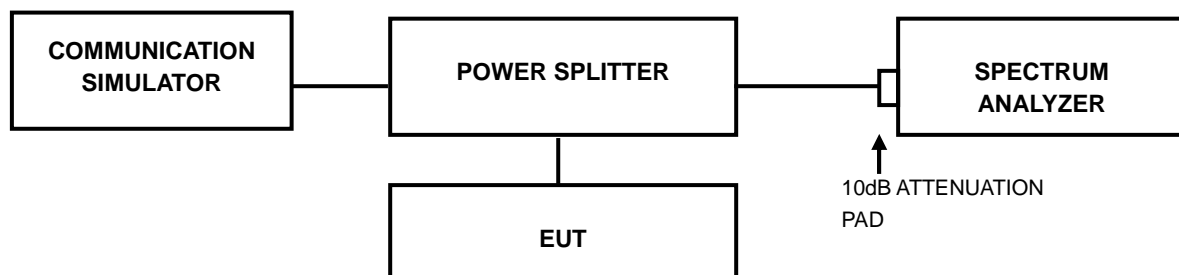 COMMUNICATION
SIMULATOR
POWER SPLITTER
SPECTRUM
ANALYZER
10dB ATTENUATION
PAD
EUT